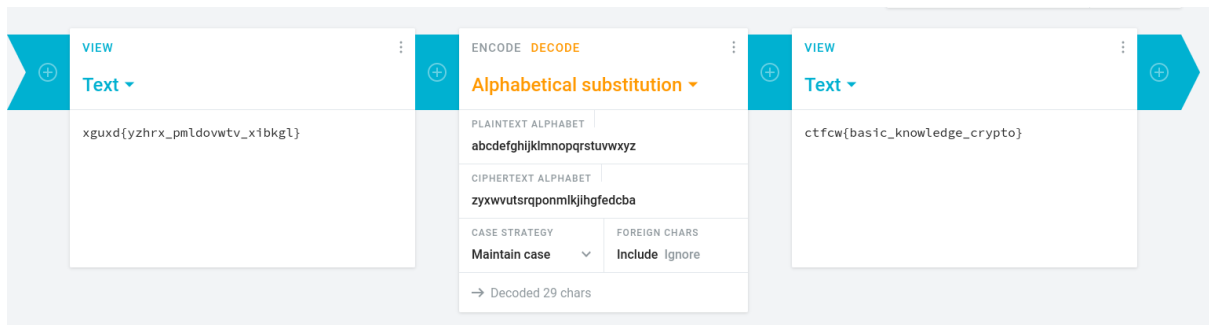 VIEW
Text
xguxd{yzhrx_pmldovwtv_xibkgl}
ENCODE DECODE
Alphabetical substitution
PLAINTEXT ALPHABET
abcdefghijklmnopqrstuvwxyz
CIPHERTEXT ALPHABET
zyxwvutsrqponmlkjihgfedcba
CASE STRATEGY
Maintain case
FOREIGN CHARS
Include Ignore
→ Decoded 29 chars
VIEW
Text
ctfcw{basic_knowledge_crypto}